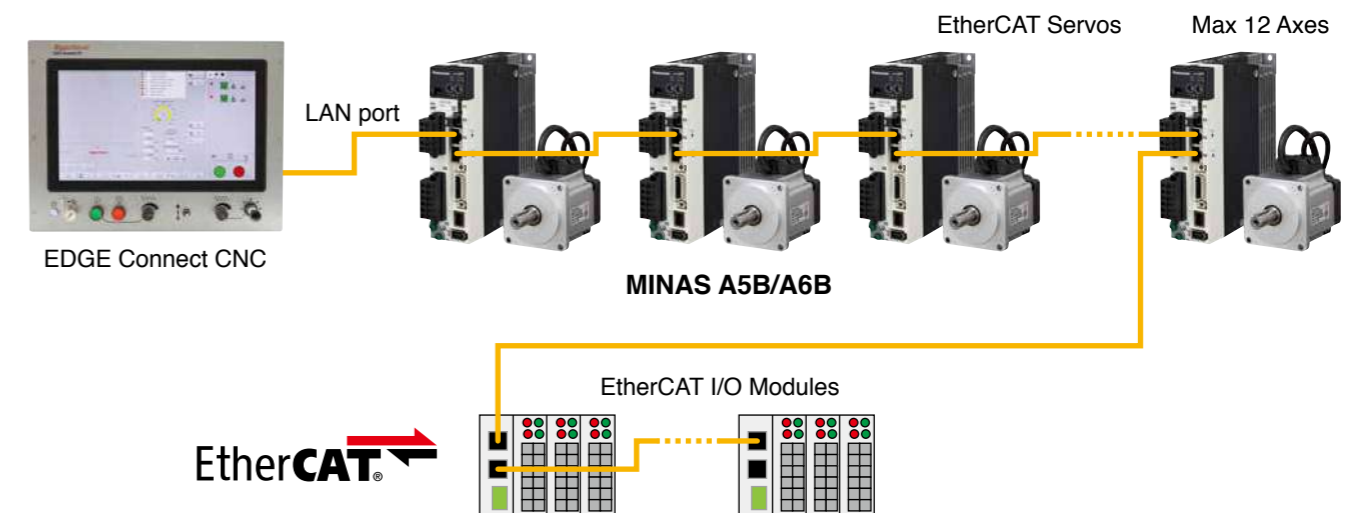 EtherCAT Servos
Max 12 Axes
LAN port
EDGE Connect CNC
MINAS A5B/A6B
EtherCAT I/O Modules
EtherCAT®